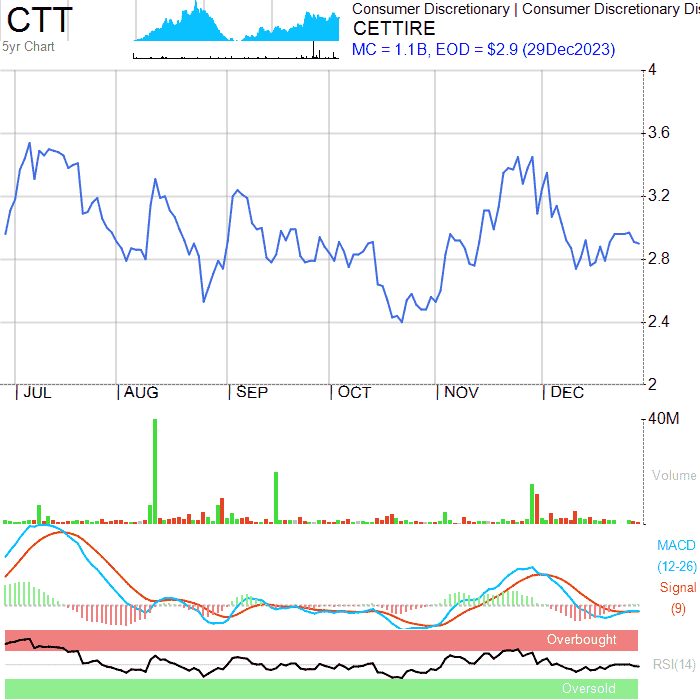 CTT
5yr Chart
Consumer Discretionary | Consumer Discretionary Dis
CETTIRE
MC = 1.1B, EOD = $2.9 (29Dec2023)
4
3.6
3.2
2.8
2.4
2
JUL AUG SEP OCT NOV DEC
40M
Volume
MACD
(12-26)
Signal
(9)
Overbought
RSI(14)
Oversold